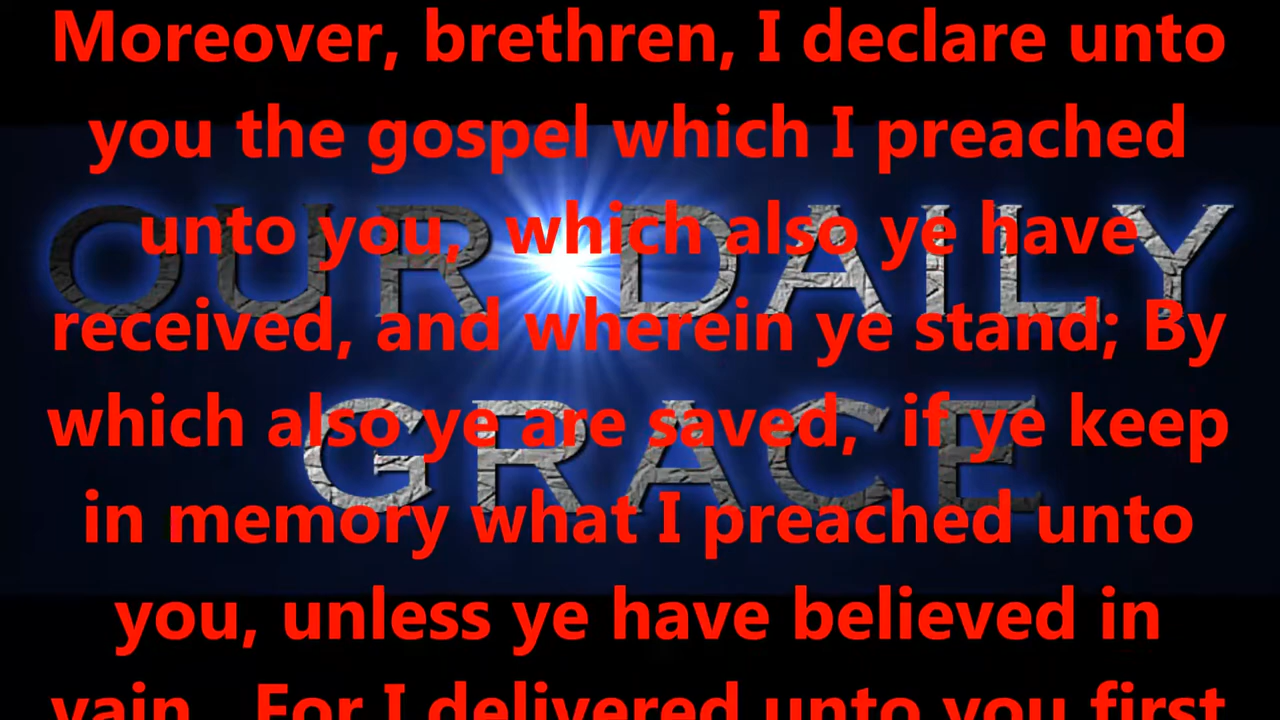 Moreover, brethren, I declare unto
you the gospel which I preached
unto you, which also ye have
received, and wherein ye stand; By
which also ye are saved, if ye keep
in memory what I preached unto
you, unless ye have believed in
vain. For I delivered unto you first
OUR DAILY
GRACE